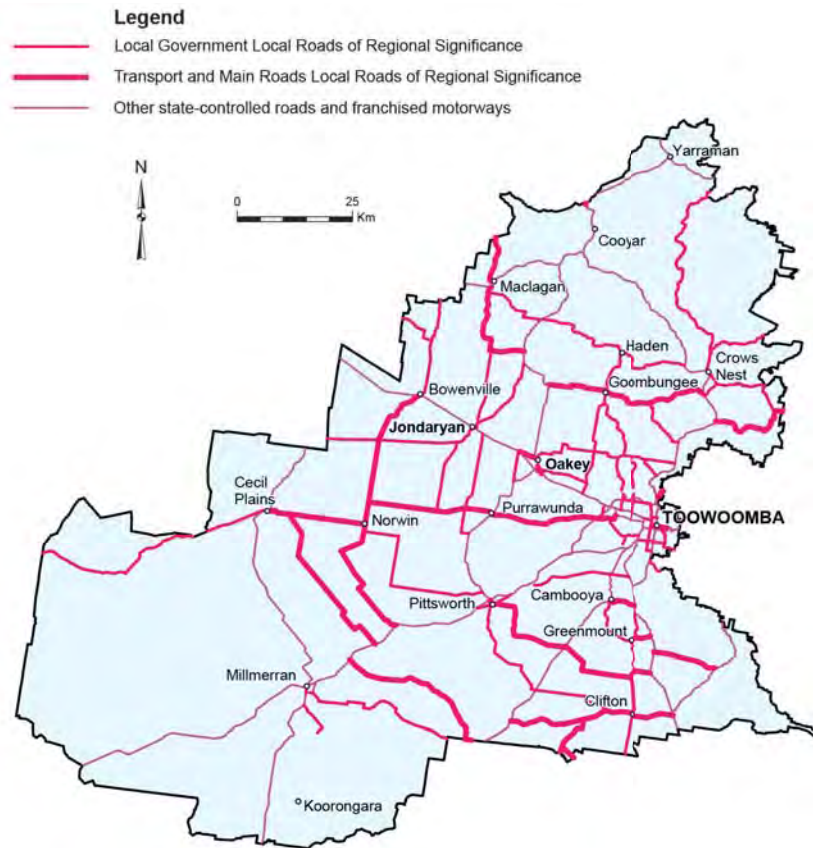 Legend
Local Government Local Roads of Regional Significance
Transport and Main Roads Local Roads of Regional Significance
Other state-controlled roads and franchised motorways
N
0 25
Km
Yarraman
Cooyar
Maclagan
Haden
Crows
Nest
Goombungee
Bowenville
Jondaryan
Oakey
Cecil
Plains
Norwin
Purrawunda
TOOWOOMBA
Pittsworth
Cambooya
Greenmount
Millmerran
Clifton
Koorongara